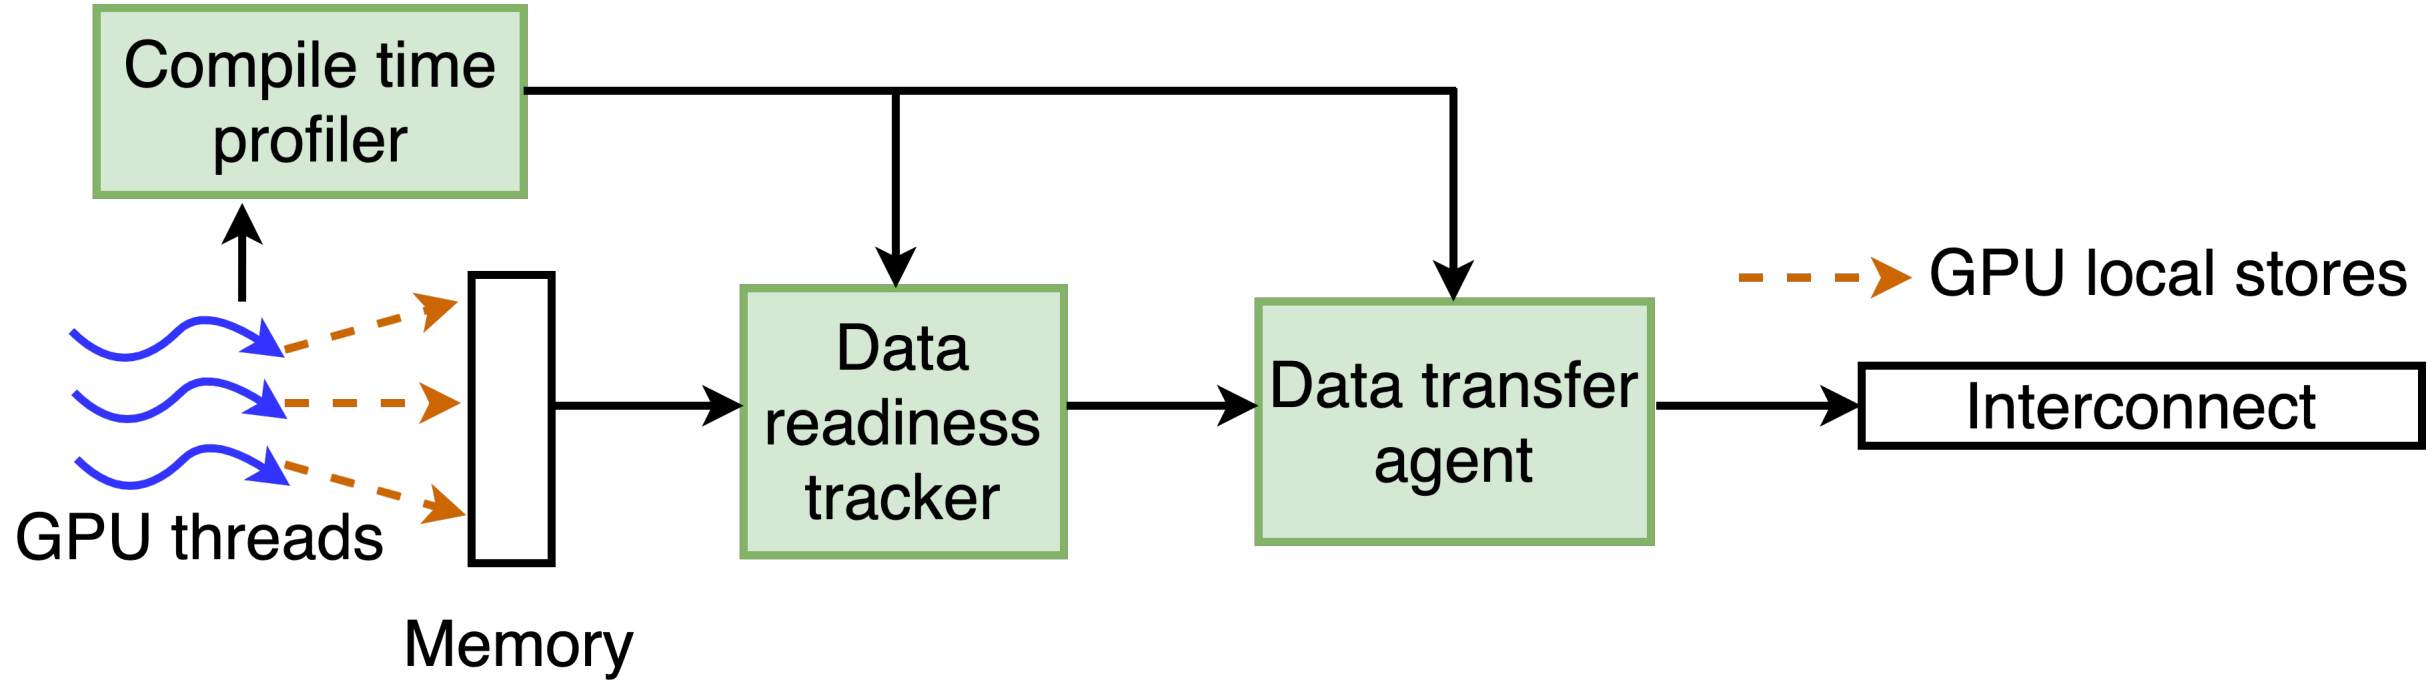 Compile time
profiler
GPU local stores
Data
readiness
tracker
Data transfer
agent
Interconnect
GPU threads
Memory